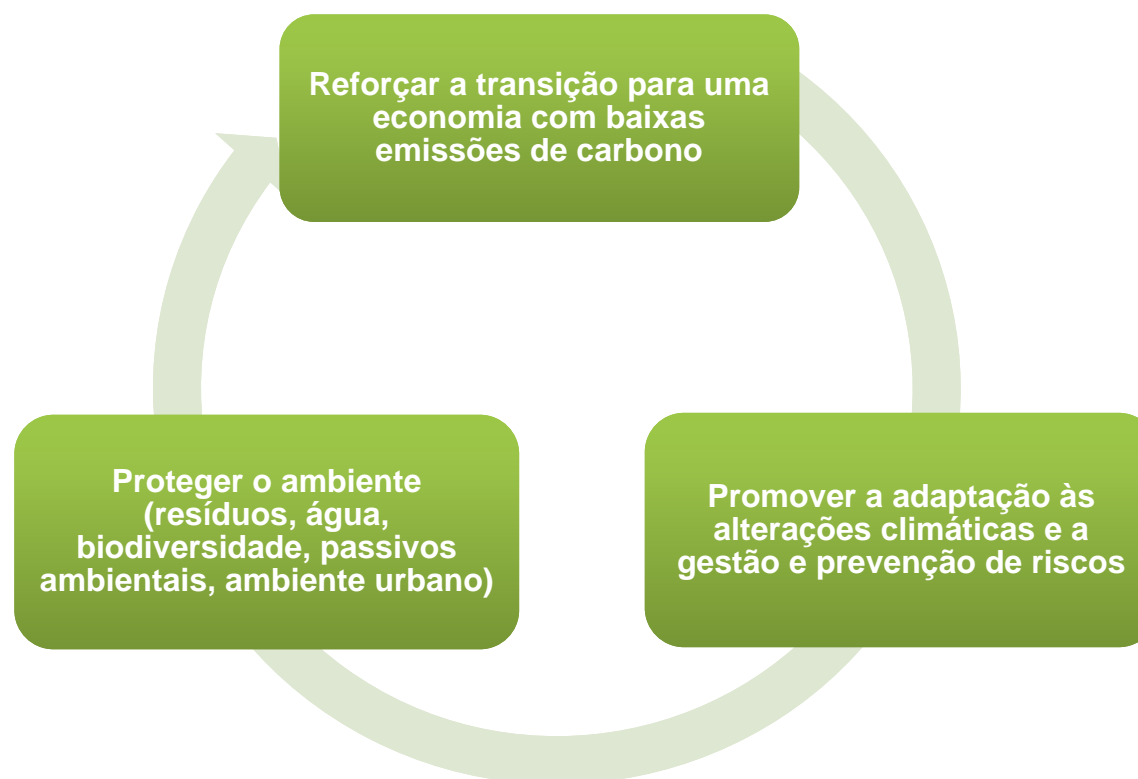 Reforçar a transição para uma
economia com baixas
emissões de carbono
Promover a adaptação às
alterações climáticas e a
gestão e prevenção de riscos
Proteger o ambiente
(resíduos, água,
biodiversidade, passivos
ambientais, ambiente urbano)